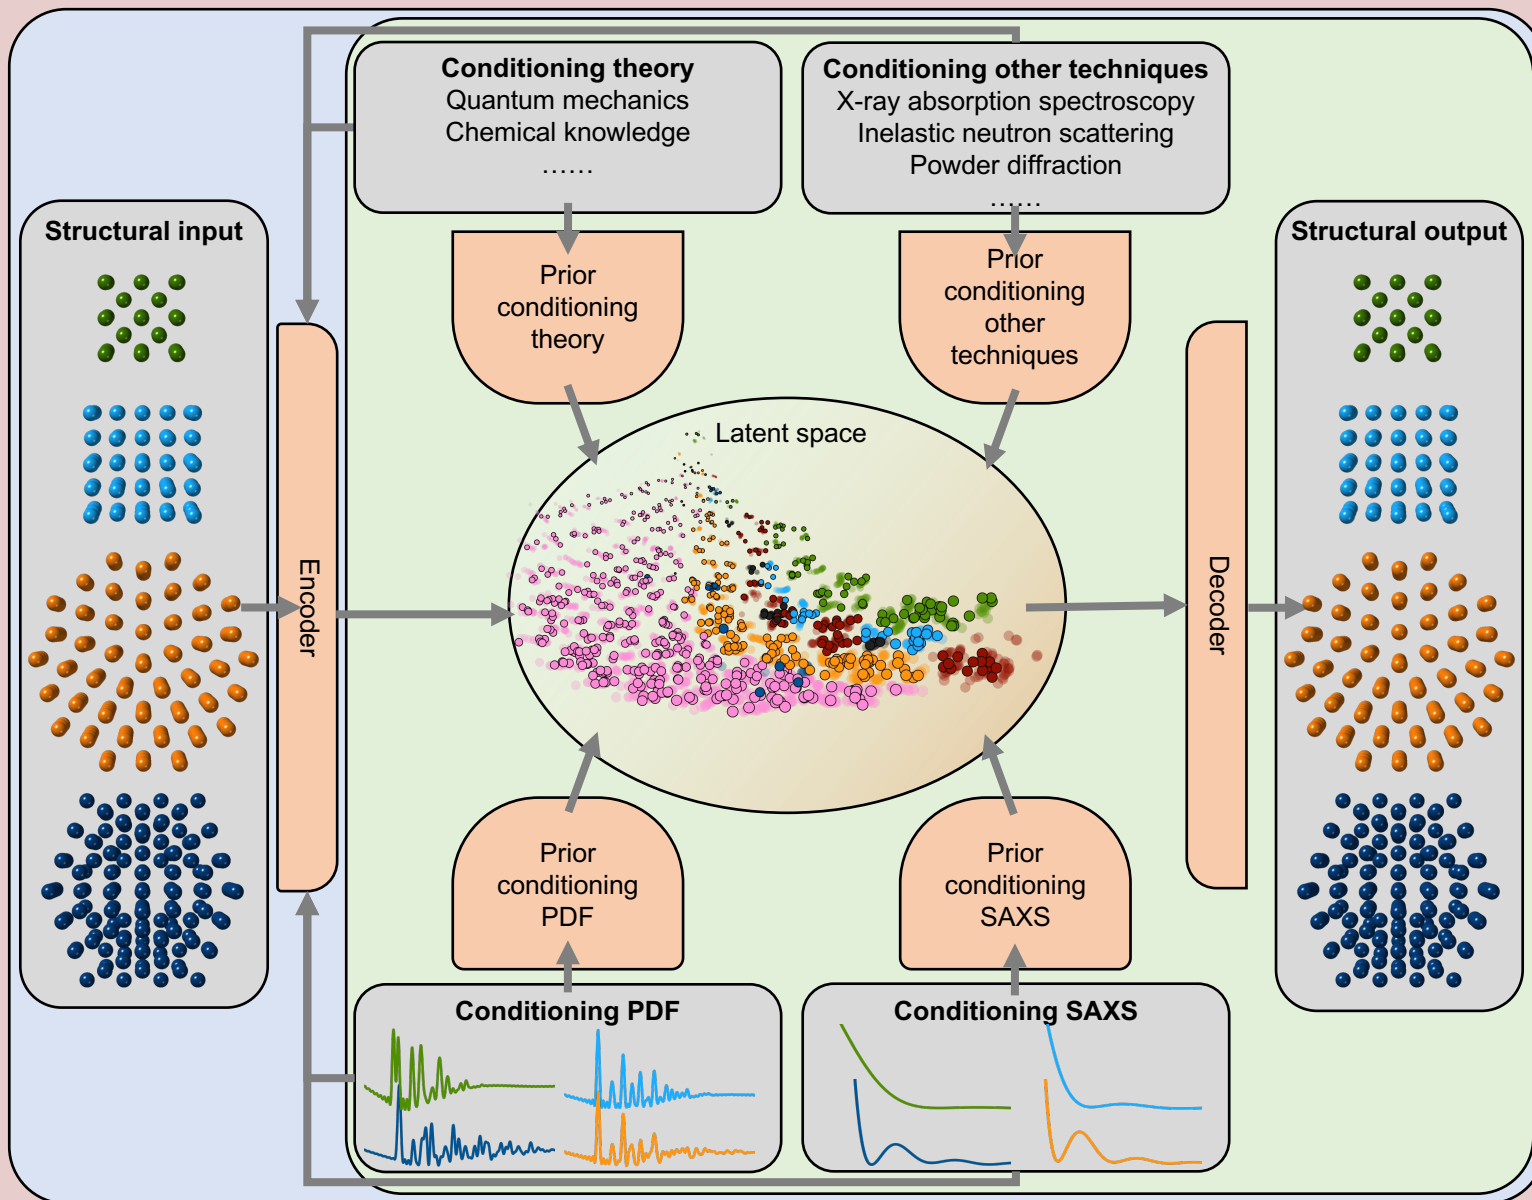 Conditioning theory
Quantum mechanics
Chemical knowledge
……
Conditioning other techniques
X-ray absorption spectroscopy
Inelastic neutron scattering
Powder diffraction
……
Structural input
Prior
conditioning
theory
Prior
conditioning
other
techniques
Structural output
Latent space
Encoder
Decoder
Prior
conditioning
PDF
Prior
conditioning
SAXS
Conditioning PDF
Conditioning SAXS